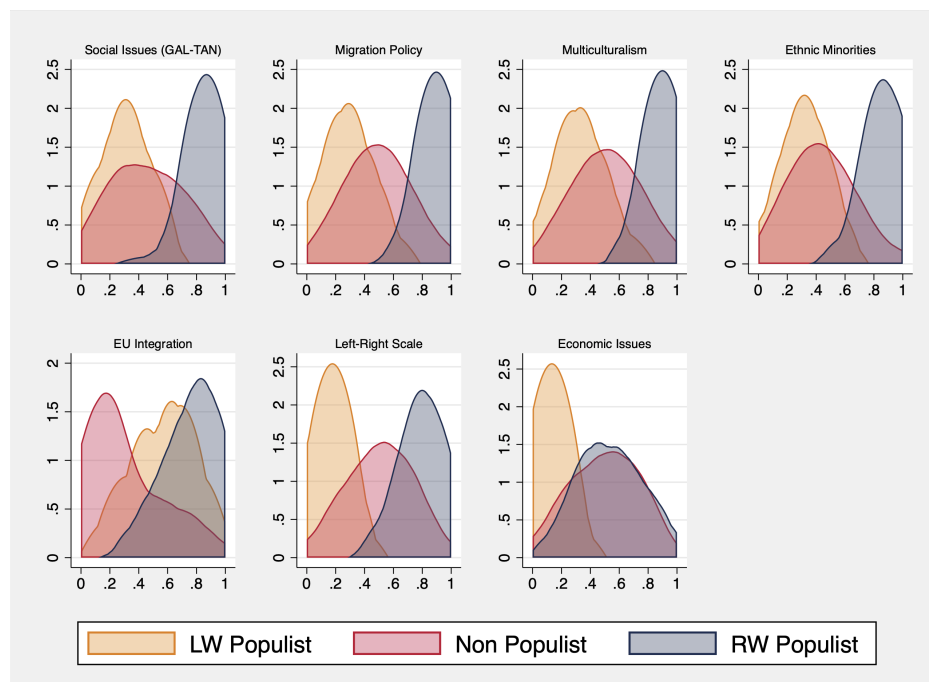 Social Issues (GAL-TAN)
2.5
2
1.5
1
.5
0
0 .2 .4 .6 .8 1
Migration Policy
2.5
2
1.5
1
.5
0
0 .2 .4 .6 .8 1
Multiculturalism
2.5
2
1.5
1
.5
0
0 .2 .4 .6 .8 1
Ethnic Minorities
2.5
2
1.5
1
.5
0
0 .2 .4 .6 .8 1
EU Integration
2
1.5
1
.5
0
0 .2 .4 .6 .8 1
Left-Right Scale
2.5
2
1.5
1
.5
0
0 .2 .4 .6 .8 1
Economic Issues
2.5
2
1.5
1
.5
0
0 .2 .4 .6 .8 1
LW Populist Non Populist RW Populist